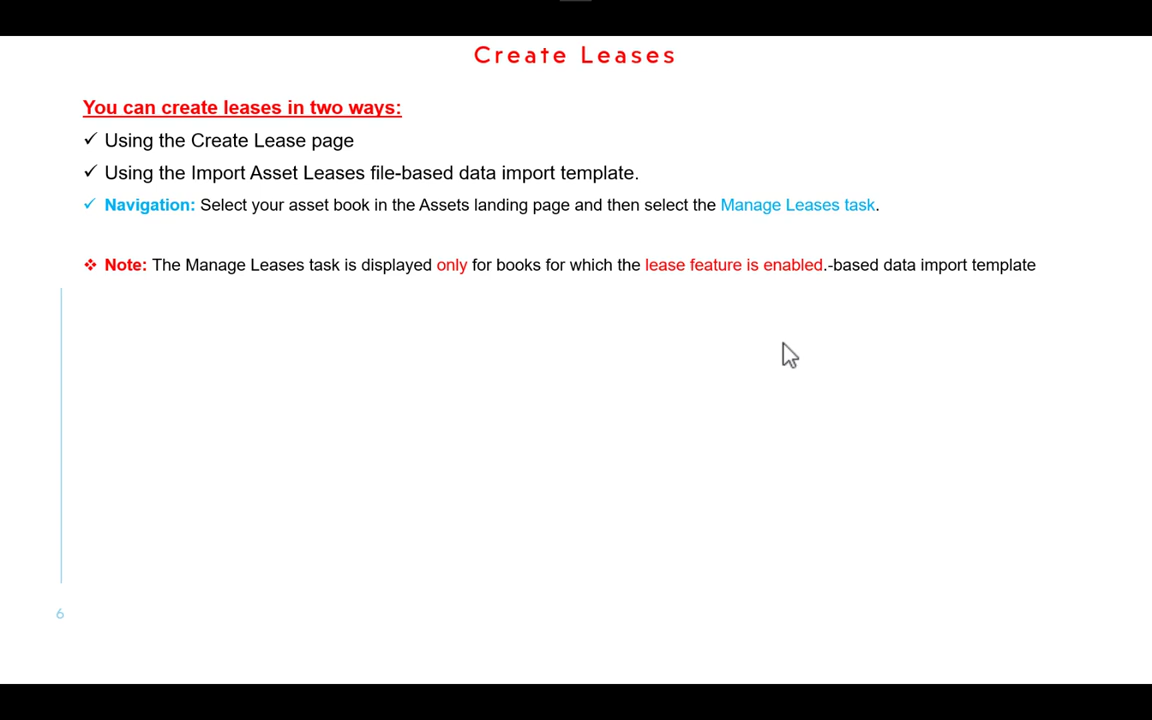 Create Leases
You can create leases in two ways:
✓ Using the Create Lease page
✓ Using the Import Asset Leases file-based data import template.
✓ Navigation: Select your asset book in the Assets landing page and then select the Manage Leases task.
❖ Note: The Manage Leases task is displayed only for books for which the lease feature is enabled.-based data import template
6